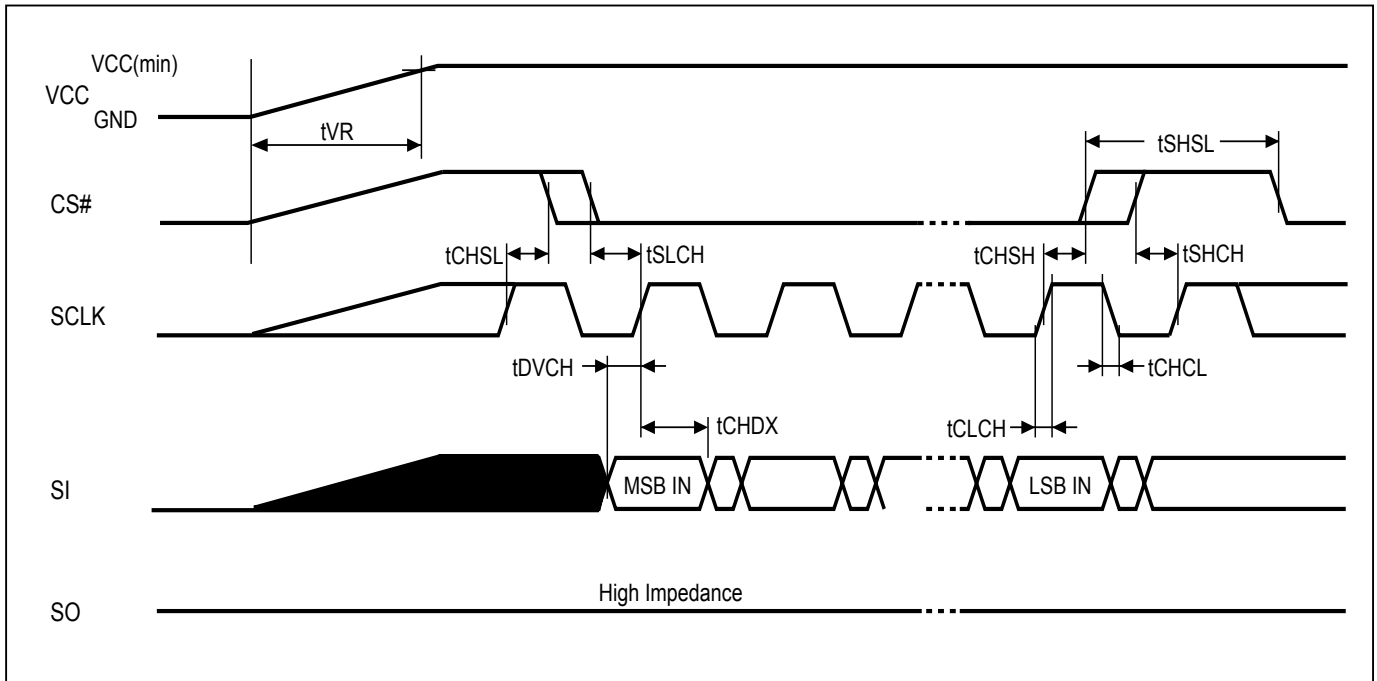 VCC(min)
VCC
GND
tVR
tSHSL
CS#
tCHSL
tSLCH
tCHSH
tSHCH
SCLK
tDVCH
tCHCL
tCHDX
tCLCH
SI
MSB IN
LSB IN
High Impedance
SO